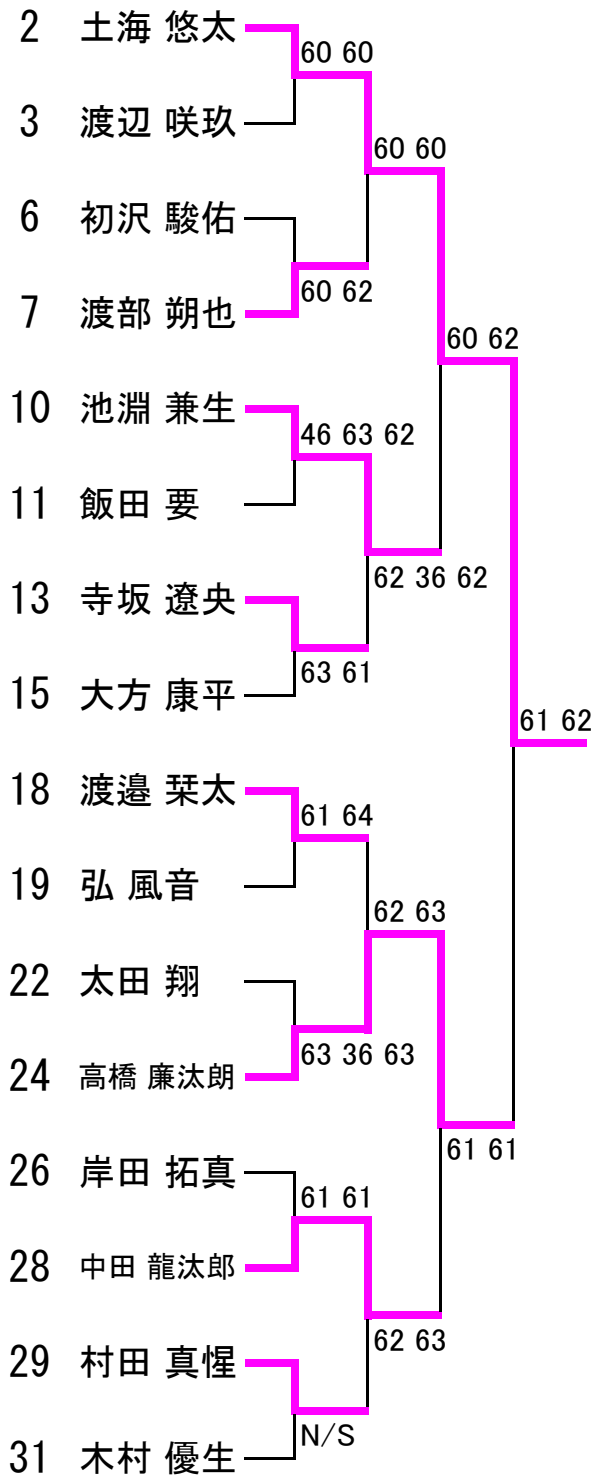 2 土海 悠太
60 60
3 渡辺 咲玖
60 60
6 初沢 駿佑
60 62
7 渡部 朔也
60 62
10 池淵 兼生
46 63 62
11 飯田 要
62 36 62
13 寺坂 遼央
63 61
15 大方 康平
61 62
18 渡邉 栞太
61 64
19 弘 風音
62 63
22 太田 翔
63 36 63
24 高橋 廉汰朗
61 61
26 岸田 拓真
61 61
28 中田 龍汰郎
62 63
29 村田 真惺
N/S
31 木村 優生